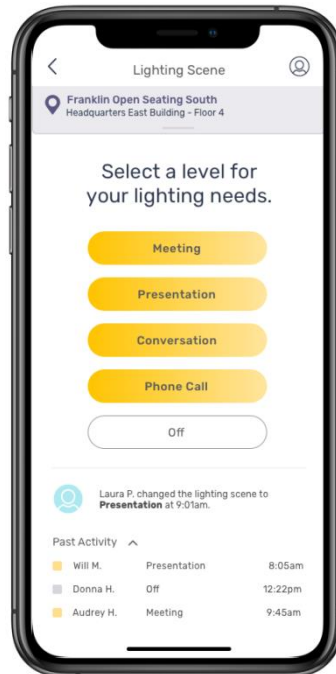 Lighting Scene
Franklin Open Seating South
Headquarters East Building - Floor 4
Select a level for
your lighting needs.
Meeting
Presentation
Conversation
Phone Call
Off
Laura P. changed the lighting scene to
Presentation at 9:01am.
Past Activity
Will M. Presentation 8:05am
Donna H. Off 12:22pm
Audrey H. Meeting 9:45am